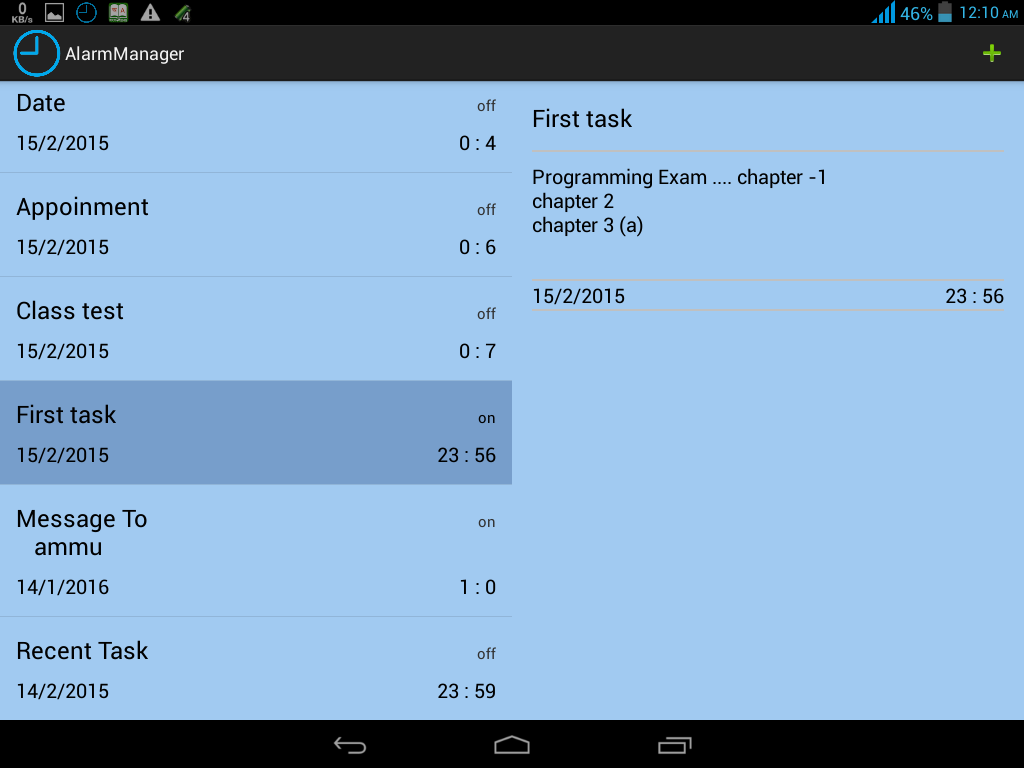 0
KB/s
4
46%
12:10 AM
AlarmManager
Date
off
15/2/2015
0 : 4
Appoinment
off
15/2/2015
0 : 6
Class test
off
15/2/2015
0 : 7
First task
on
15/2/2015
23 : 56
Message To
ammu
on
14/1/2016
1 : 0
Recent Task
off
14/2/2015
23 : 59
First task
Programming Exam .... chapter -1
chapter 2
chapter 3 (a)
15/2/2015
23 : 56